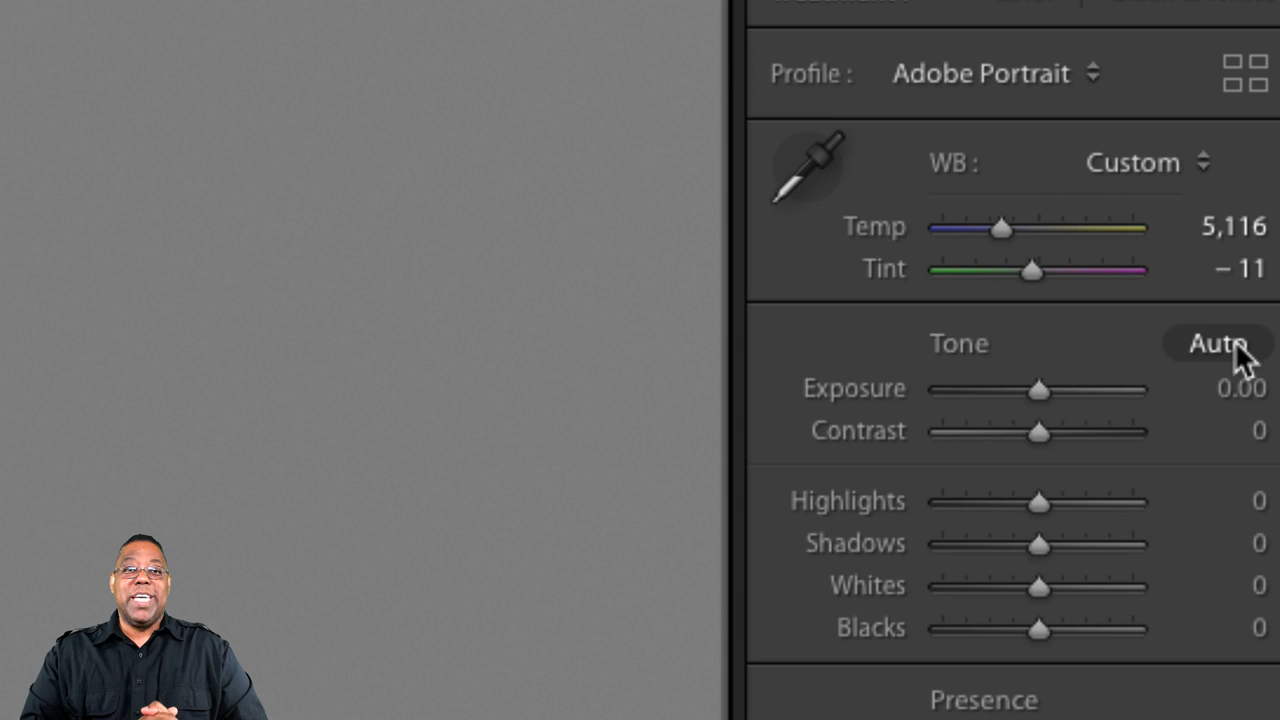 Profile : Adobe Portrait
WB : Custom
Temp 5,116
Tint – 11
Tone Auto
Exposure 0.00
Contrast 0
Highlights 0
Shadows 0
Whites 0
Blacks 0
Presence